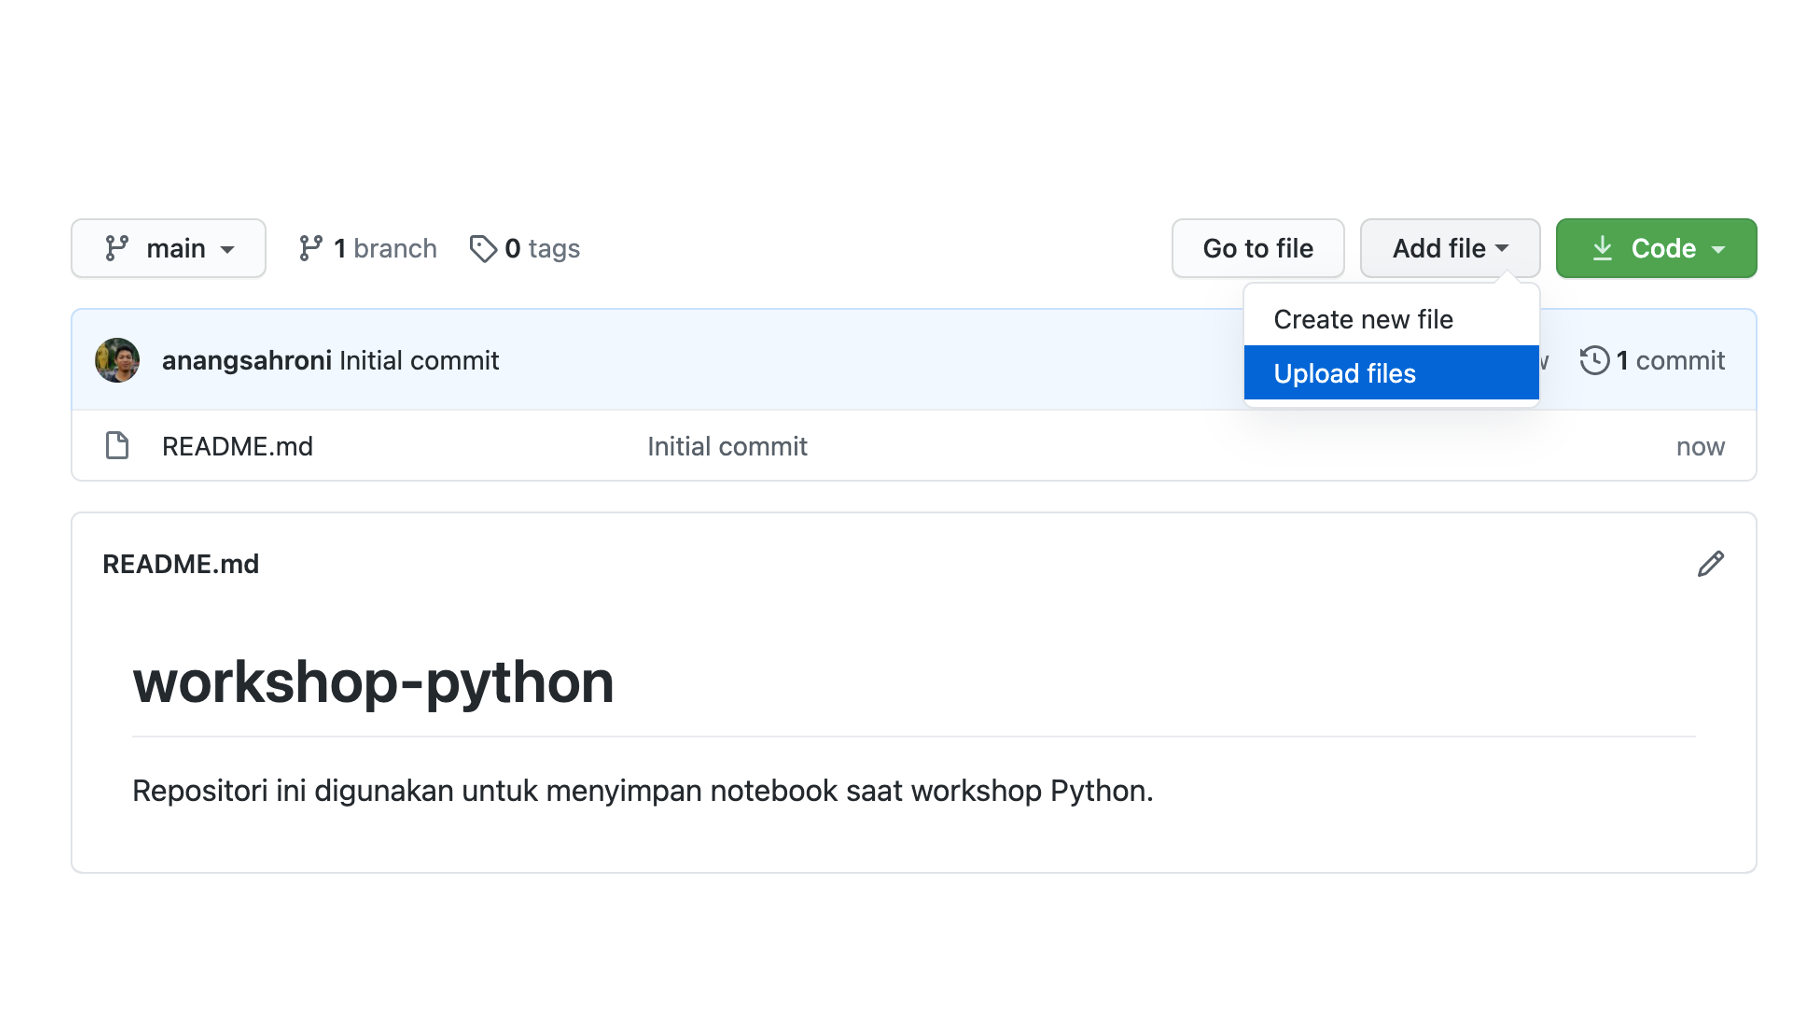 main 1 branch 0 tags Go to file Add file Code
Create new file
anangsahroni Initial commit 1 commit
Upload files
README.md Initial commit now
README.md
workshop-python
Repositori ini digunakan untuk menyimpan notebook saat workshop Python.